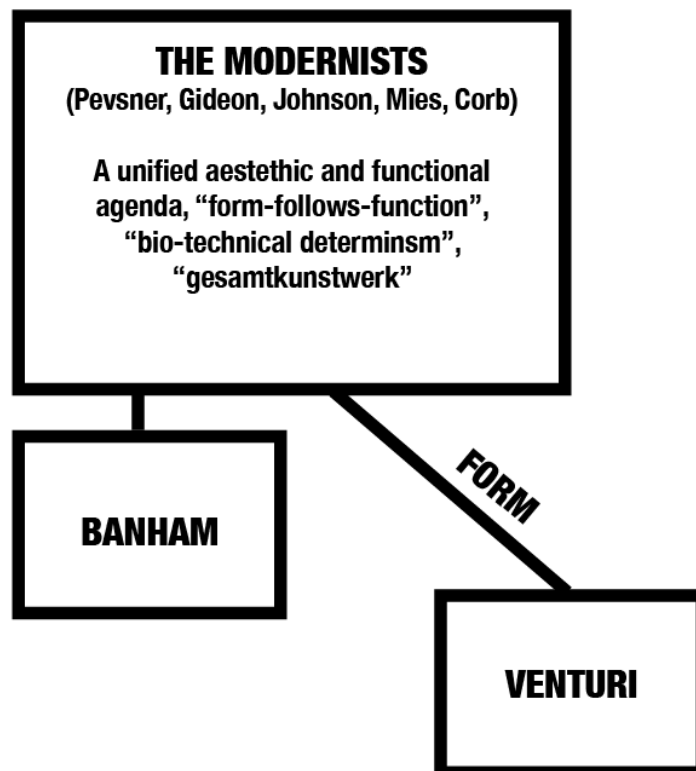 THE MODERNISTS
(Pevsner, Gideon, Johnson, Mies, Corb)
A unified aestethic and functional
agenda, “form-follows-function”,
“bio-technical determinsm”,
“gesamtkunstwerk”
BANHAM
FORM
VENTURI